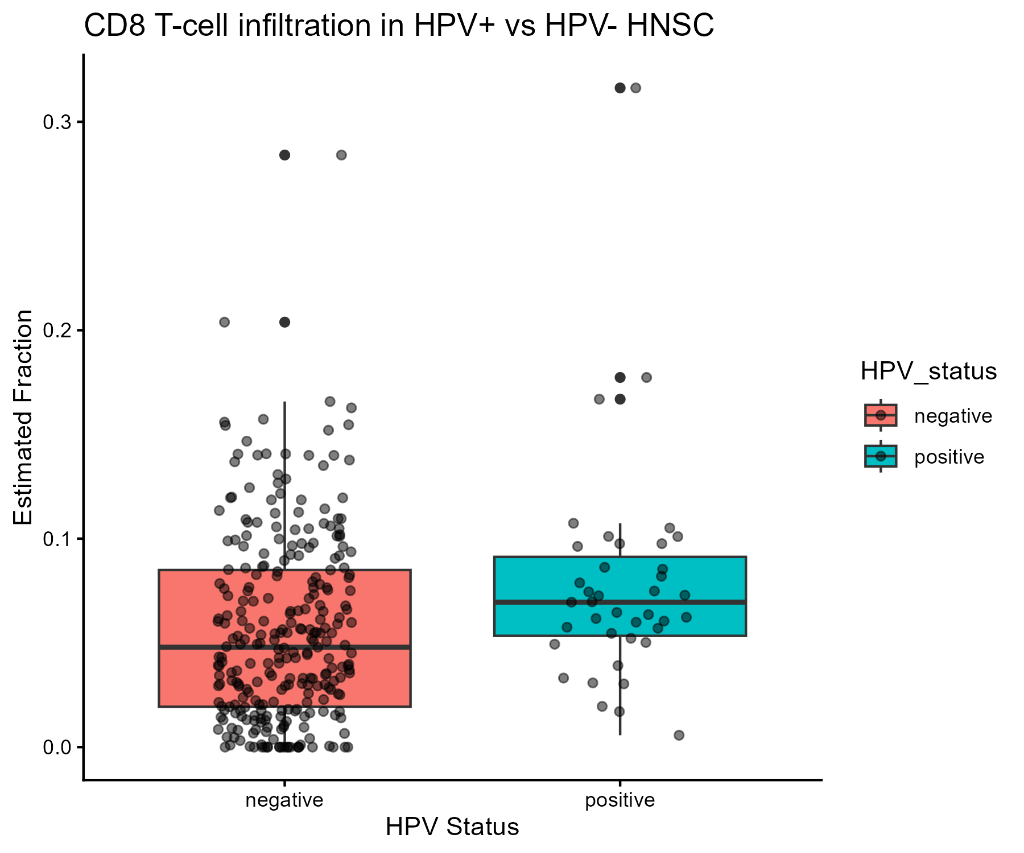 CD8 T-cell infiltration in HPV+ vs HPV- HNSC
Estimated Fraction
0.3
0.2
0.1
0.0
negative
positive
HPV Status
HPV_status
negative
positive